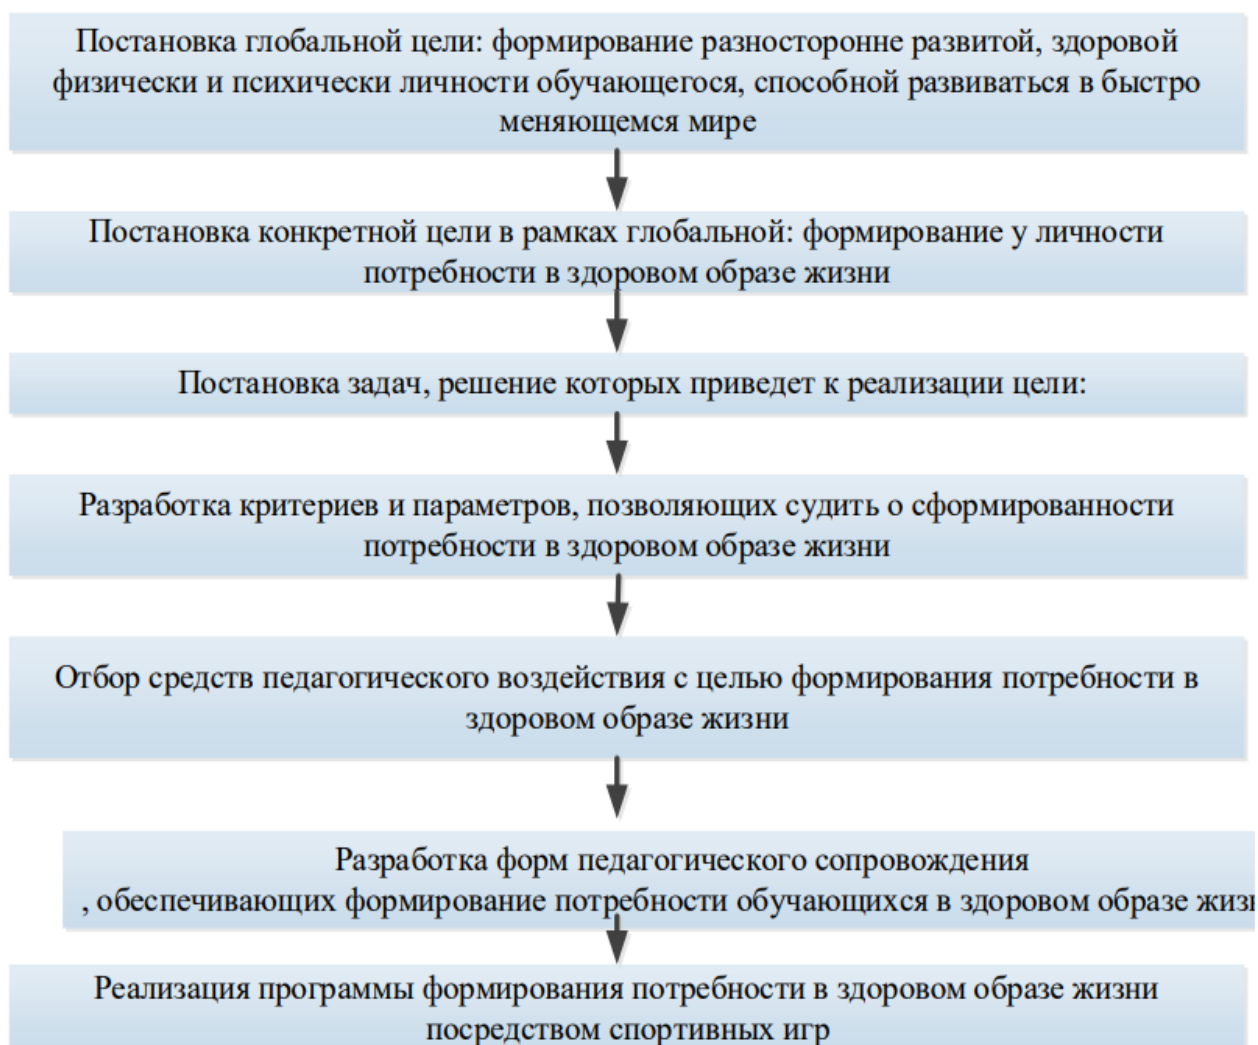 Постановка глобальной цели: формирование разносторонне развитой, здоровой
физически и психически личности обучающегося, способной развиваться в быстро
меняющемся мире
Постановка конкретной цели в рамках глобальной: формирование у личности
потребности в здоровом образе жизни
Постановка задач, решение которых приведет к реализации цели:
Разработка критериев и параметров, позволяющих судить о сформированности
потребности в здоровом образе жизни
Отбор средств педагогического воздействия с целью формирования потребности в
здоровом образе жизни
Разработка форм педагогического сопровождения
, обеспечивающих формирование потребности обучающихся в здоровом образе
Реализация программы формирования потребности в здоровом образе жизни
посредством спортивных игр